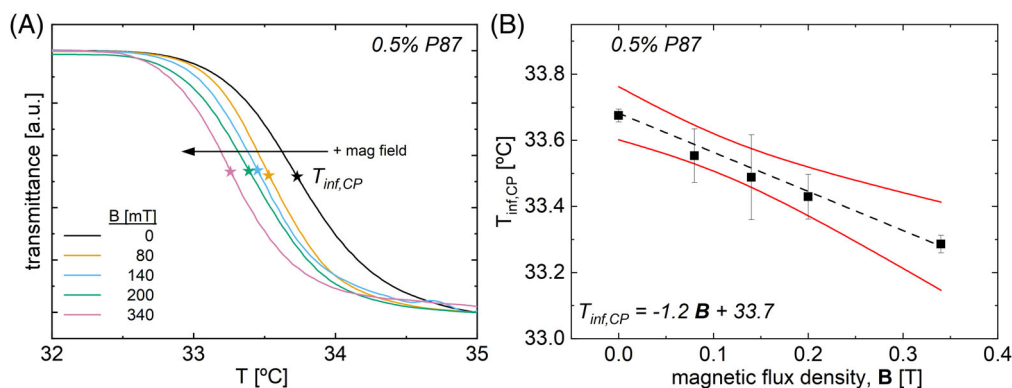 (A)
0.5% P87
transmittance [a.u.]
+ mag field
T_inf,CP
B [mT]
0
80
140
200
340
32 33 34 35
T [ºC]
(B)
0.5% P87
T_inf,CP [ºC]
33.8
33.6
33.4
33.2
33.0
T_inf,CP = -1.2 B + 33.7
0.0 0.1 0.2 0.3 0.4
magnetic flux density, B [T]